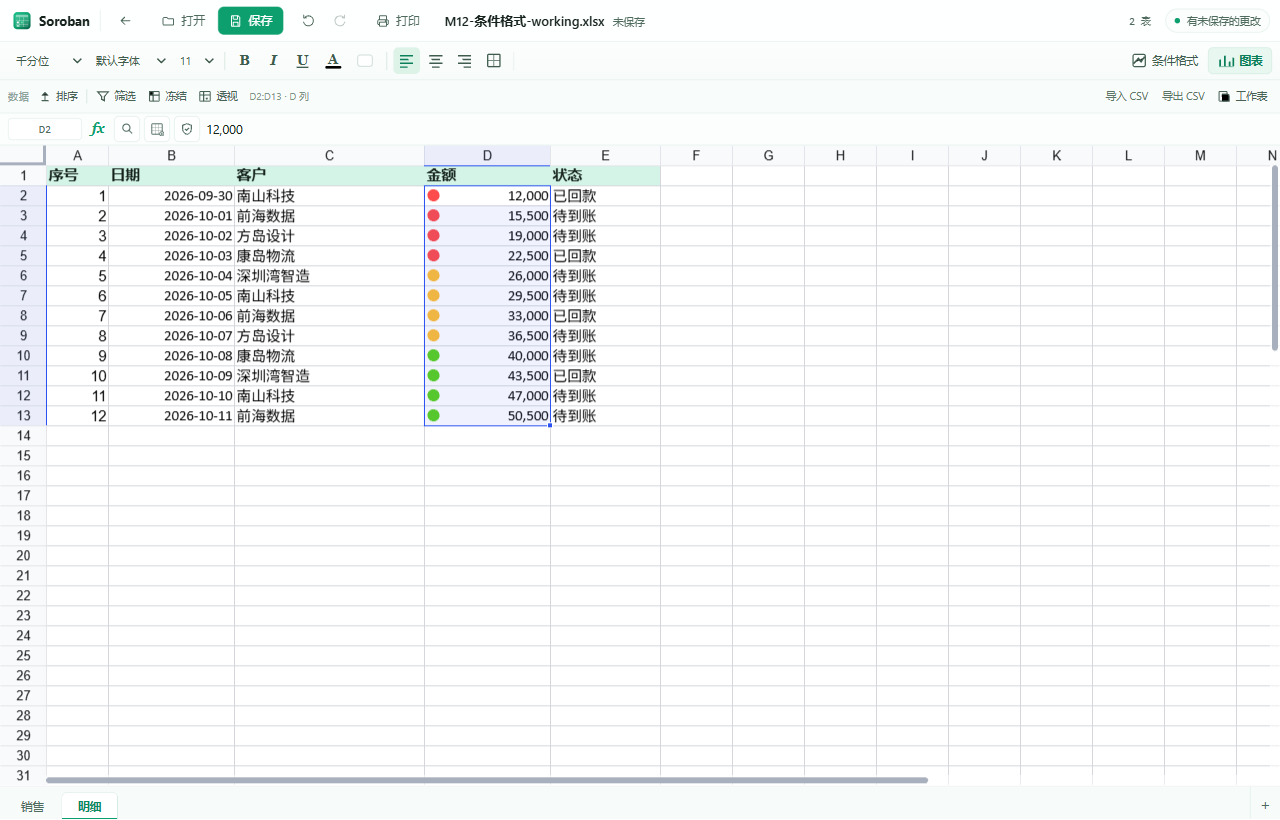 Soroban ← 打开 保存 打印 M12-条件格式-working.xlsx 未保存 2 表 有未保存的更改
千分位 默认字体 11 B I U A 条件格式 图表
数据 排序 筛选 冻结 透视 D2:D13 · D 列 导入 CSV 导出 CSV 工作表
D2 fx 12,000
A B C D E F G H I J K L M N
1 序号 日期 客户 金额 状态
2 1 2026-09-30 南山科技 12,000 已回款
3 2 2026-10-01 前海数据 15,500 待到账
4 3 2026-10-02 方岛设计 19,000 待到账
5 4 2026-10-03 康岛物流 22,500 已回款
6 5 2026-10-04 深圳湾智造 26,000 待到账
7 6 2026-10-05 南山科技 29,500 待到账
8 7 2026-10-06 前海数据 33,000 已回款
9 8 2026-10-07 方岛设计 36,500 待到账
10 9 2026-10-08 康岛物流 40,000 待到账
11 10 2026-10-09 深圳湾智造 43,500 已回款
12 11 2026-10-10 南山科技 47,000 待到账
13 12 2026-10-11 前海数据 50,500 待到账
14
15
16
17
18
19
20
21
22
23
24
25
26
27
28
29
30
31
销售 明细 +